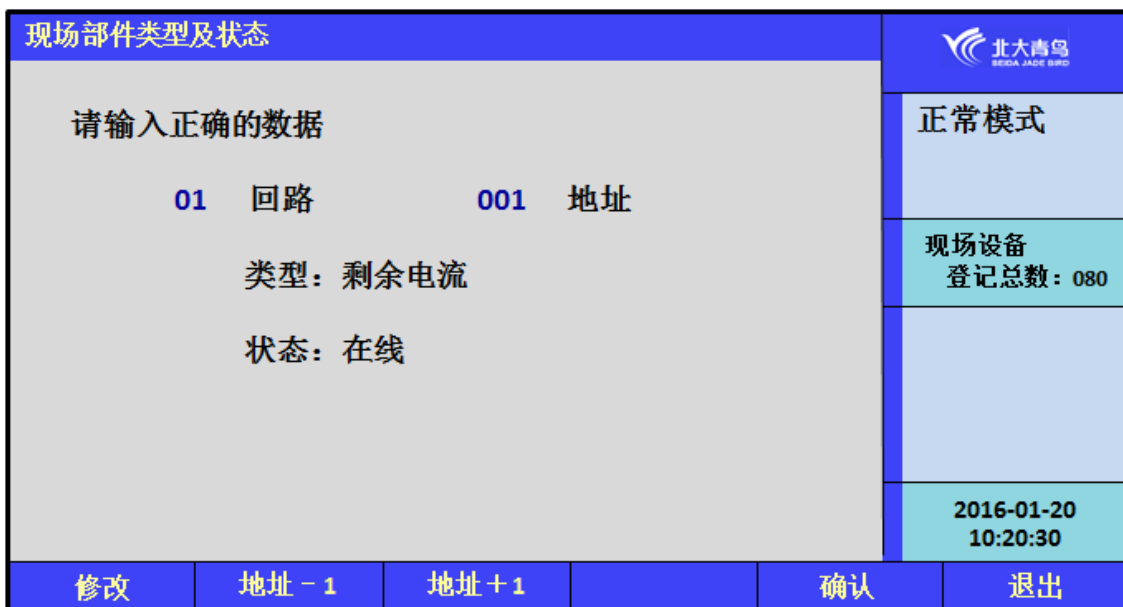 现场部件类型及状态
北大青鸟
BEIDA JADE BIRD
请输入正确的数据
01 回路 001 地址
类型：剩余电流
状态：在线
正常模式
现场设备
登记总数：080
2016-01-20
10:20:30
修改 地址－1 地址＋1 确认 退出